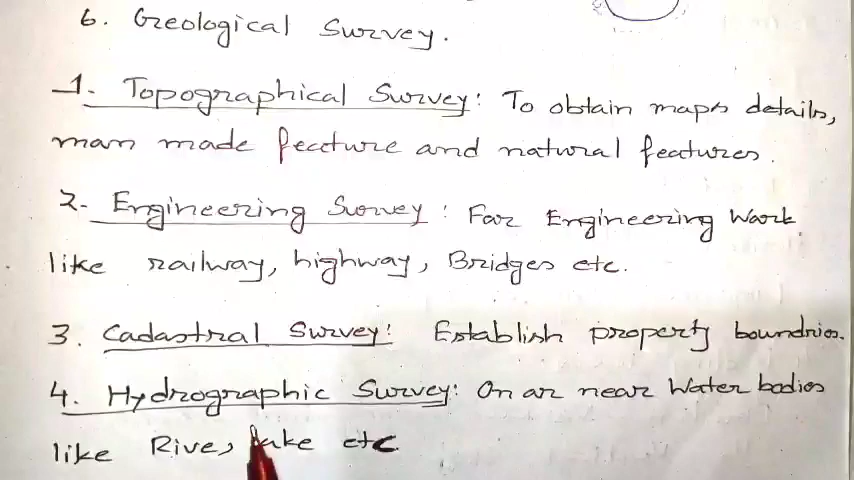 6. Geological Survey.
1. Topographical Survey: To obtain maps details,
man made feature and natural features.
2. Engineering Survey: For Engineering Work
like railway, highway, Bridges etc.
3. Cadastral Survey: Establish property boundries.
4. Hydrographic Survey: On or near Water bodies
like River, lake etc